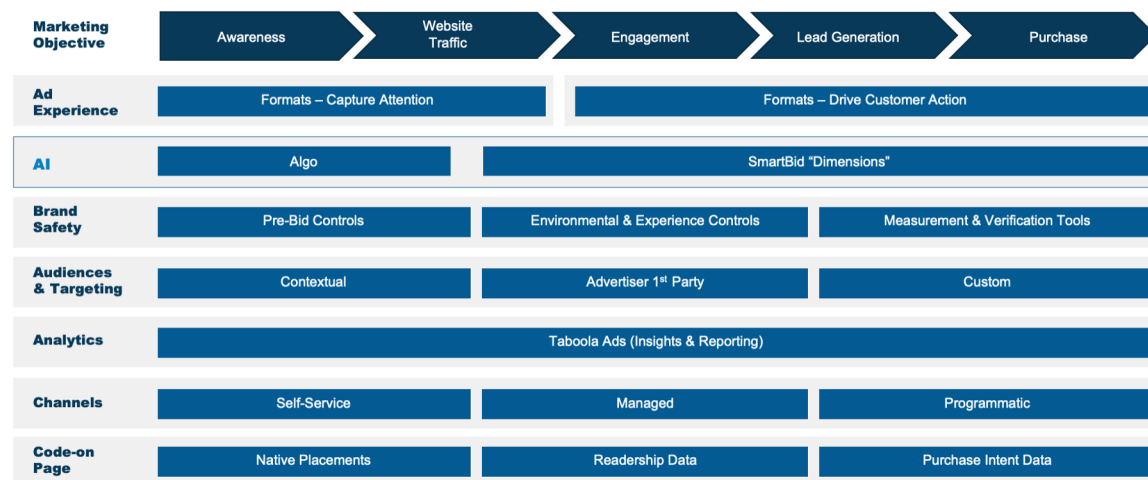 Marketing
Objective
Awareness
Website
Traffic
Engagement
Lead Generation
Purchase
Ad
Experience
Formats – Capture Attention
Formats – Drive Customer Action
AI
Algo
SmartBid “Dimensions”
Brand
Safety
Pre-Bid Controls
Environmental & Experience Controls
Measurement & Verification Tools
Audiences
& Targeting
Contextual
Advertiser 1st Party
Custom
Analytics
Taboola Ads (Insights & Reporting)
Channels
Self-Service
Managed
Programmatic
Code-on
Page
Native Placements
Readership Data
Purchase Intent Data